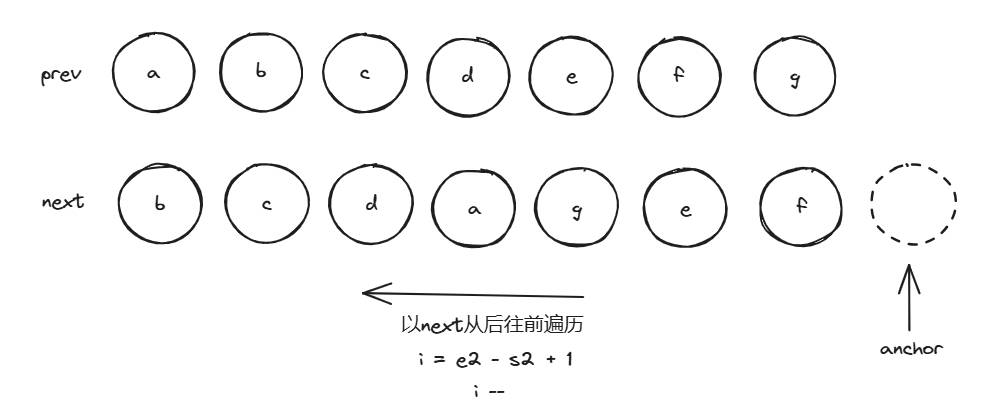 prev a b c d e f g
next b c d a g e f
以next从后往前遍历
i = e2 - s2 + 1
anchor
i --